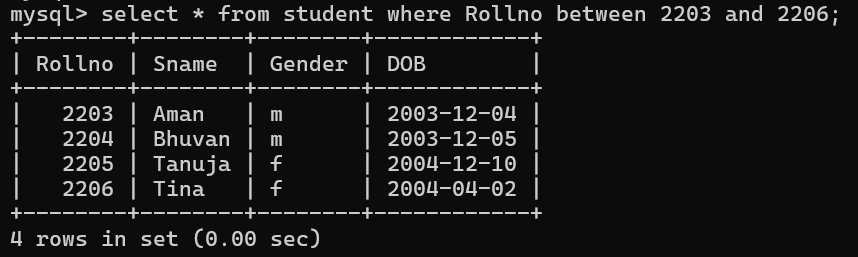 mysql> select * from student where Rollno between 2203 and 2206;
+--------+--------+--------+------------+
| Rollno | Sname  | Gender | DOB        |
+--------+--------+--------+------------+
|   2203 | Aman   | m      | 2003-12-04 |
|   2204 | Bhuvan | m      | 2003-12-05 |
|   2205 | Tanuja | f      | 2004-12-10 |
|   2206 | Tina   | f      | 2004-04-02 |
+--------+--------+--------+------------+
4 rows in set (0.00 sec)